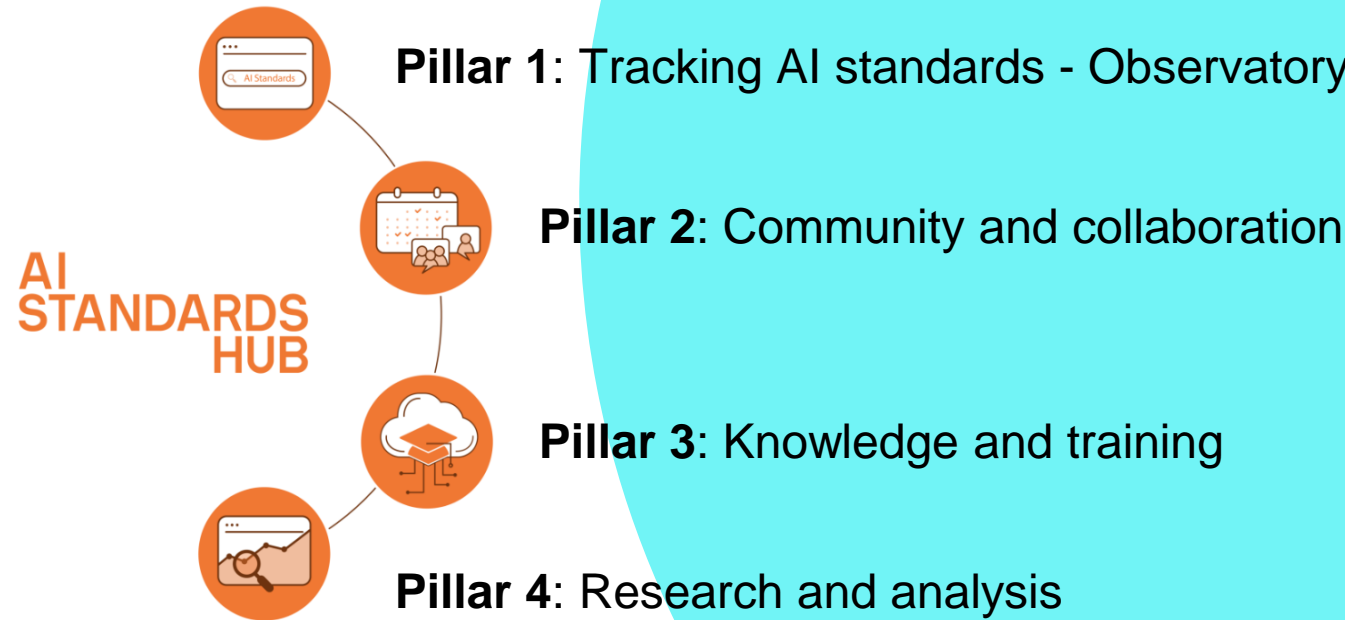 AI Standards
Pillar 1: Tracking AI standards - Observatory
Pillar 2: Community and collaboration
AI
STANDARDS
HUB
Pillar 3: Knowledge and training
Pillar 4: Research and analysis